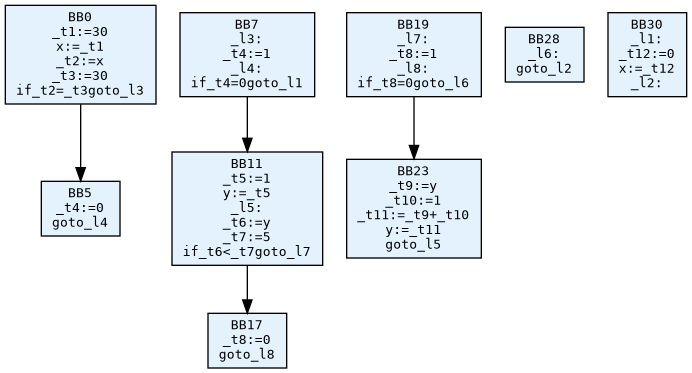 BB0
_t1:=30
x:=_t1
_t2:=x
_t3:=30
if_t2=_t3goto_l3
BB5
_t4:=0
goto_l4
BB7
_l3:
_t4:=1
_l4:
if_t4=0goto_l1
BB11
_t5:=1
y:=_t5
_l5:
_t6:=y
_t7:=5
if_t6<_t7goto_l7
BB17
_t8:=0
goto_l8
BB19
_l7:
_t8:=1
_l8:
if_t8=0goto_l6
BB23
_t9:=y
_t10:=1
_t11:=_t9+_t10
y:=_t11
goto_l5
BB28
_l6:
goto_l2
BB30
_l1:
_t12:=0
x:=_t12
_l2: